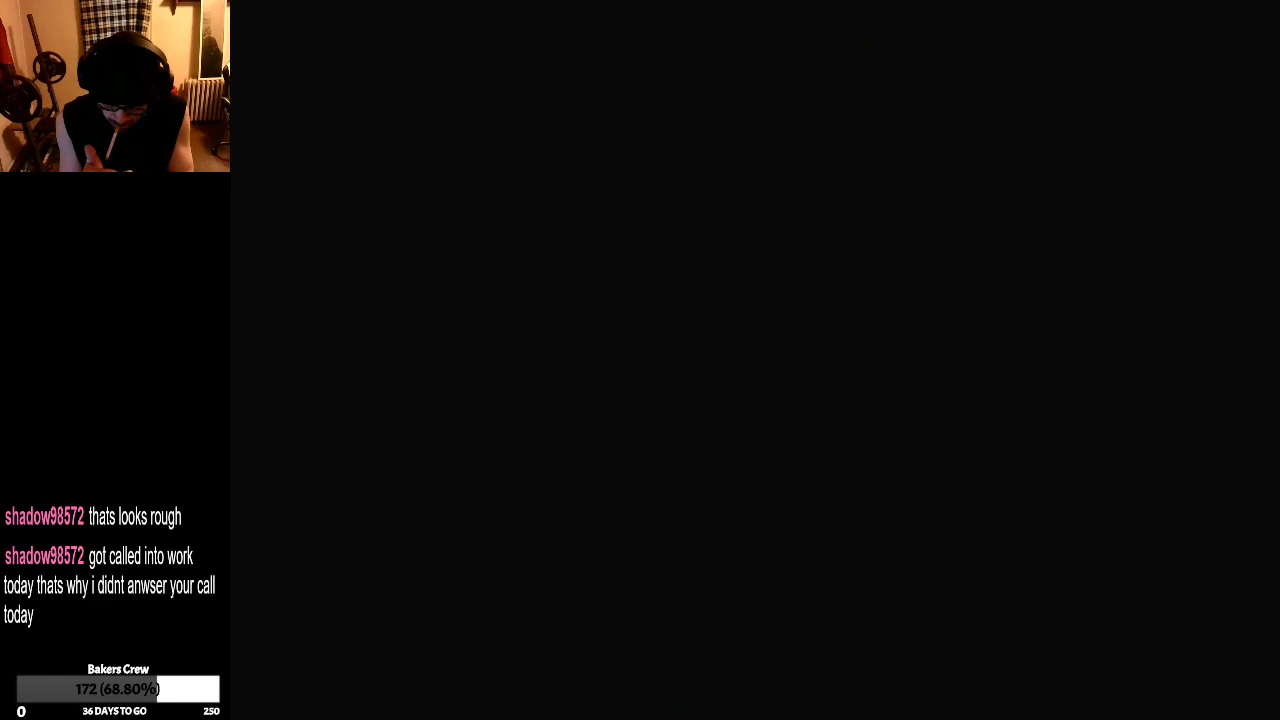 shadow98572 thats looks rough
shadow98572 got called into work
today thats why i didnt anwser your call
today
Bakers Crew
172 (68.80%)
0 36 DAYS TO GO 250